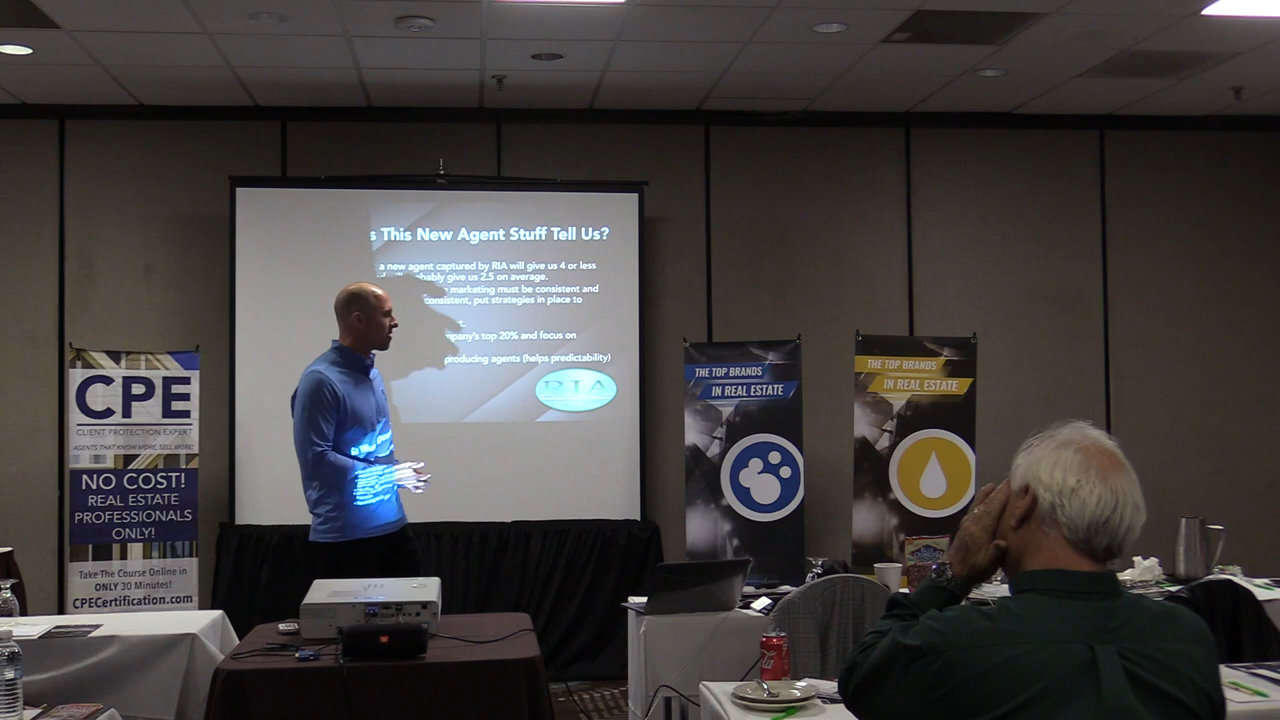 s This New Agent Stuff Tell Us?
a new agent captured by RIA will give us 4 or less
bably give us 2.5 on average.
marketing must be consistent and
consistent, put strategies in place to
mpany's top 20% and focus on
producing agents (helps predictability)
RIA
CPE
CLIENT PROTECTION EXPERT
AGENTS THAT KNOW MORE, SELL MORE!
NO COST!
REAL ESTATE
PROFESSIONALS
ONLY!
Take The Course Online in
ONLY 30 Minutes!
CPECertification.com
THE TOP BRANDS
IN REAL ESTATE
THE TOP BRANDS
IN REAL ESTATE